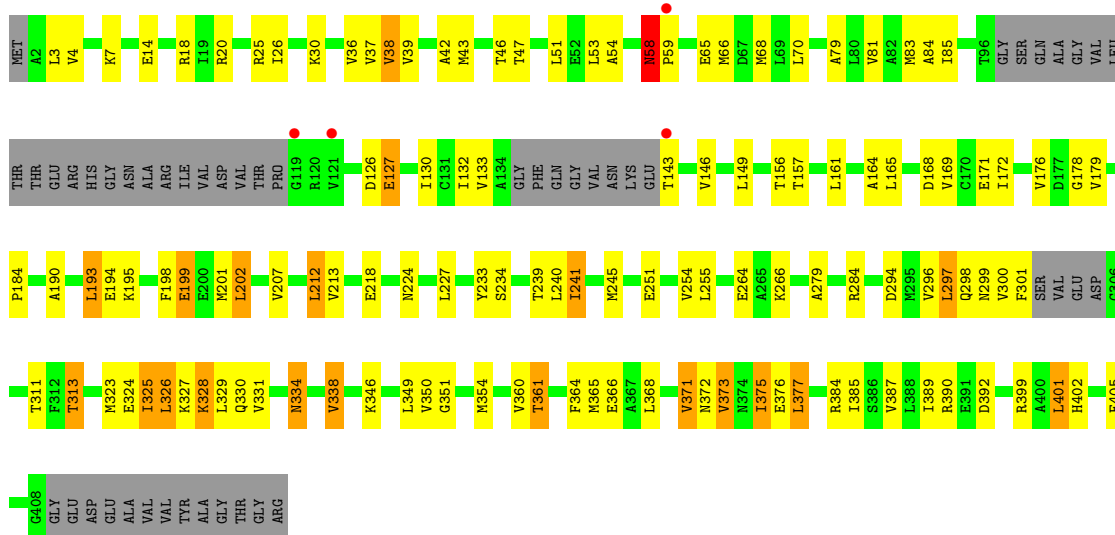 MET A2 L3 V4 K7 E14 R18 I19 R20 R25 I26 K30 V36 V37 V38 V39 A42 M43 T46 T47 L51 E52 L53 A54 N58 P59 E65 M66 D67 M68 L69 L70 A79 L80 V81 A82 M83 A84 I85 T96 GLY SER GLN ALA GLY VAL LEU
THR THR GLU ARG HIS GLY ASN ALA ARG ILE VAL ASP VAL THR PRO G119 R120 V121 D126 E127 I130 C131 I132 V133 A134 GLY PHE GLN GLY VAL ASN LYS GLU T143 V146 L149 T156 T157 L161 A164 L165 D168 V169 C170 E171 I172 V176 D177 G178 V179
P184 A190 L193 E194 K195 F198 E199 E200 M201 L202 V207 L212 V213 E218 N224 L227 Y233 S234 T239 L240 I241 M245 E251 V254 L255 E264 A265 K266 A279 R284 D294 M295 V296 L297 Q298 N299 V300 F301 SER VAL GLU ASP G306
T311 F312 T313 M323 E324 I325 L326 K327 K328 L329 Q330 V331 N334 V338 K346 L349 V350 G351 M354 V360 T361 F364 M365 E366 A367 L368 V371 N372 V373 N374 I375 E376 L377 R384 I385 S386 V387 L388 I389 R390 E391 D392 R399 A400 L401 H402 E405
G408 GLY GLU ASP GLU ALA VAL VAL TYR ALA GLY THR GLY ARG